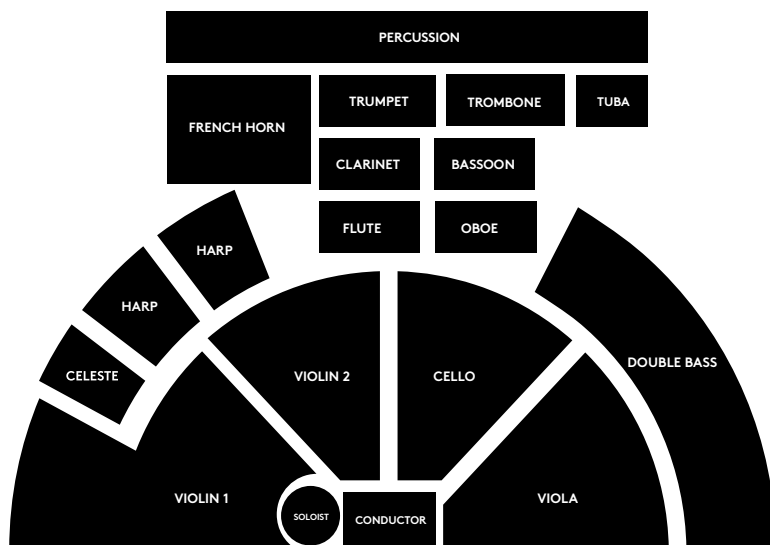 PERCUSSION
TRUMPET
TROMBONE
TUBA
FRENCH HORN
CLARINET
BASSOON
FLUTE
OBOE
HARP
HARP
CELESTE
VIOLIN 2
CELLO
DOUBLE BASS
VIOLIN 1
VIOLA
SOLOIST
CONDUCTOR